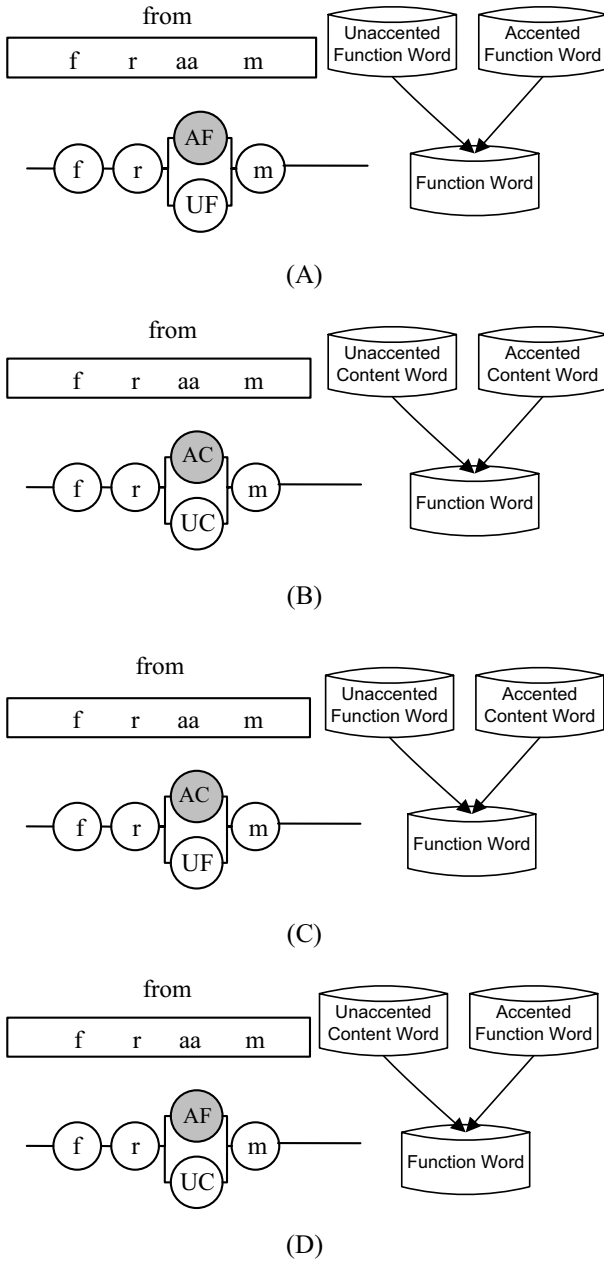 from
f r aa m
Unaccented
Function Word
Accented
Function Word
AF
f r m
UF
Function Word
(A)
from
f r aa m
Unaccented
Content Word
Accented
Content Word
AC
f r m
UC
Function Word
(B)
from
f r aa m
Unaccented
Function Word
Accented
Content Word
AC
f r m
UF
Function Word
(C)
from
f r aa m
Unaccented
Content Word
Accented
Function Word
AF
f r m
UC
Function Word
(D)